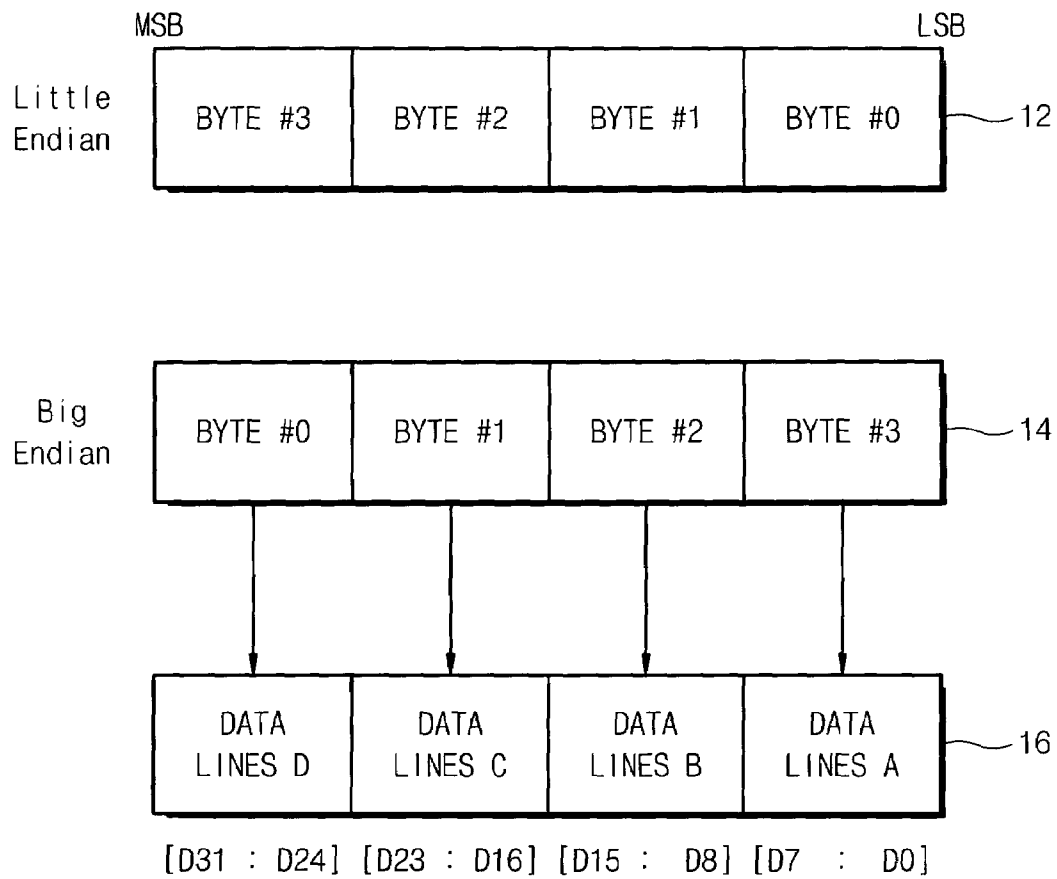 MSB LSB
Little
Endian
BYTE #3 BYTE #2 BYTE #1 BYTE #0 12
Big
Endian
BYTE #0 BYTE #1 BYTE #2 BYTE #3 14
DATA
LINES D
DATA
LINES C
DATA
LINES B
DATA
LINES A
16
[D31 : D24] [D23 : D16] [D15 : D8] [D7 : D0]